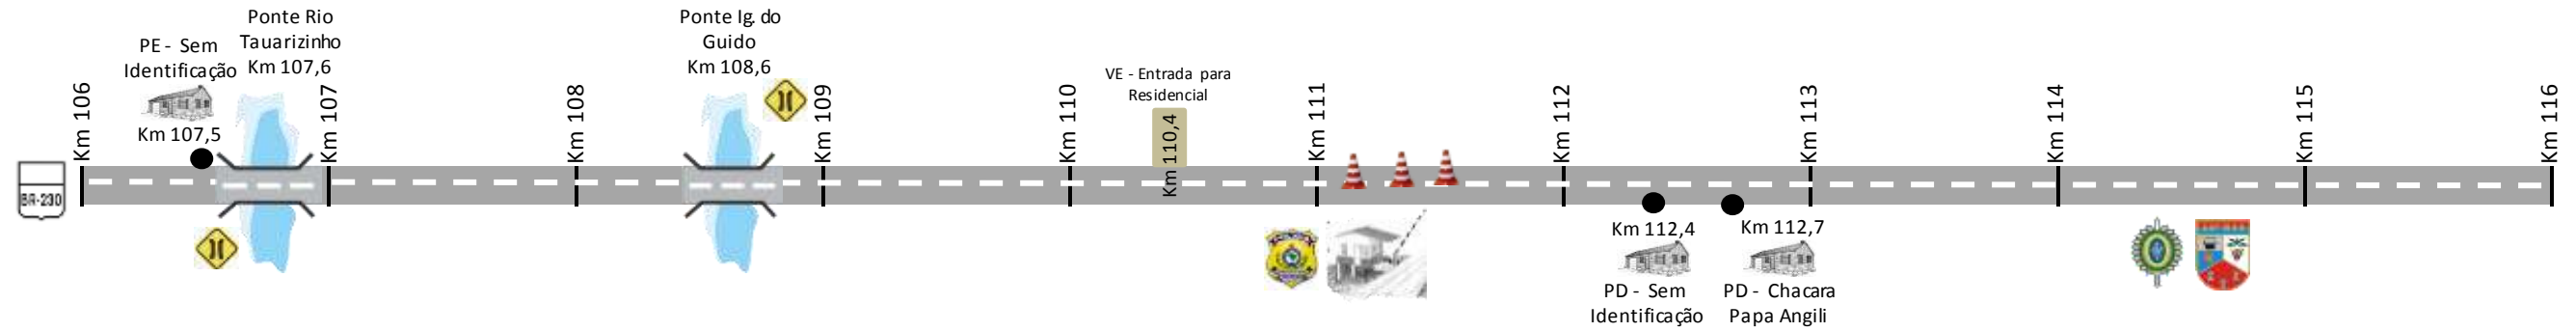 Ponte Rio
Tauarizinho
Km 107,6
PE - Sem
Identificação
Km 107,5
Ponte Ig. do
Guido
Km 108,6
VE - Entrada para
Residencial
Km 110,4
Km 106
Km 107
Km 108
Km 109
Km 110
Km 111
Km 112
Km 113
Km 114
Km 115
Km 116
BR-230
Km 112,4
PD - Sem
Identificação
Km 112,7
PD - Chacara
Papa Angili